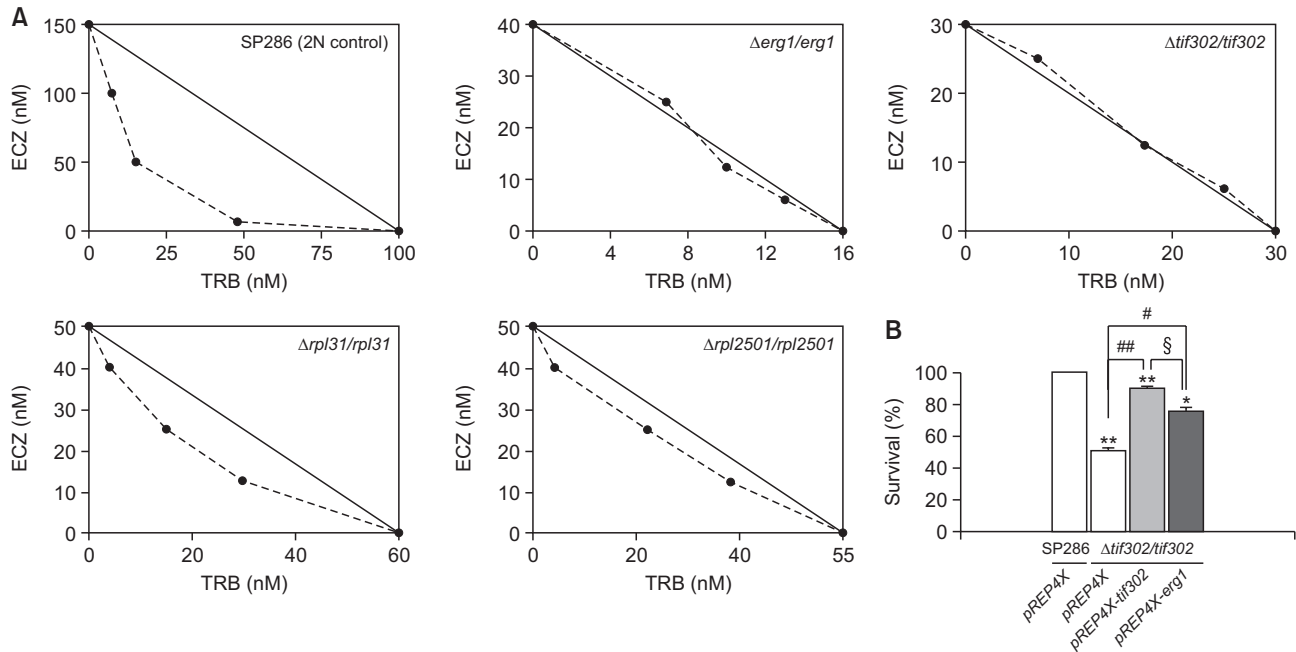 A
SP286 (2N control)
ECZ (nM)
150
100
50
0
0 25 50 75 100
TRB (nM)
Δerg1/erg1
ECZ (nM)
40
30
20
10
0
0 4 8 12 16
TRB (nM)
Δtif302/tif302
ECZ (nM)
30
20
10
0
0 10 20 30
TRB (nM)
Δrpl31/rpl31
ECZ (nM)
50
40
30
20
10
0
0 20 40 60
TRB (nM)
Δrpl2501/rpl2501
ECZ (nM)
50
40
30
20
10
0
0 20 40 55
TRB (nM)
B
#
## §
** ** *
Survival (%)
100
80
60
40
20
0
SP286 Δtif302/tif302
pREP4X
pREP4X
pREP4X-tif302
pREP4X-erg1